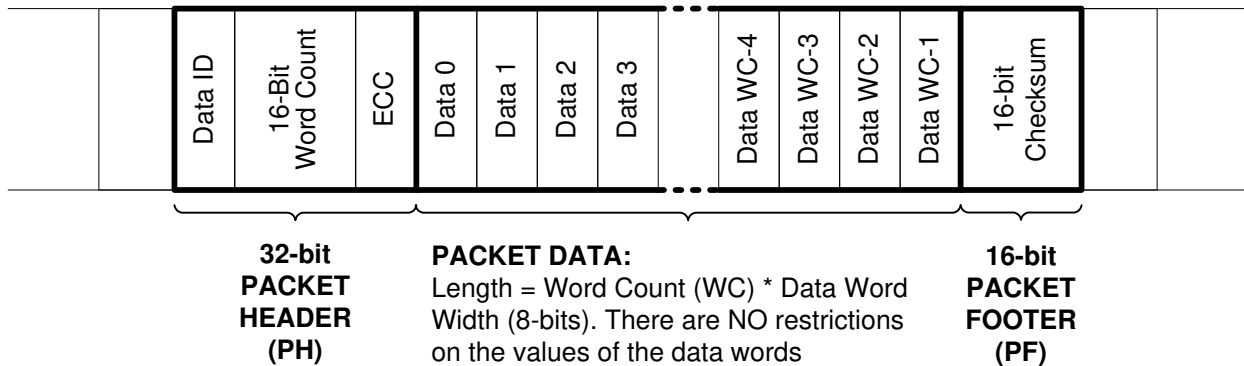 Data ID
16-Bit
Word Count
ECC
Data 0
Data 1
Data 2
Data 3
Data WC-4
Data WC-3
Data WC-2
Data WC-1
16-bit
Checksum
32-bit
PACKET
HEADER
(PH)
PACKET DATA:
Length = Word Count (WC) * Data Word
Width (8-bits). There are NO restrictions
on the values of the data words
16-bit
PACKET
FOOTER
(PF)